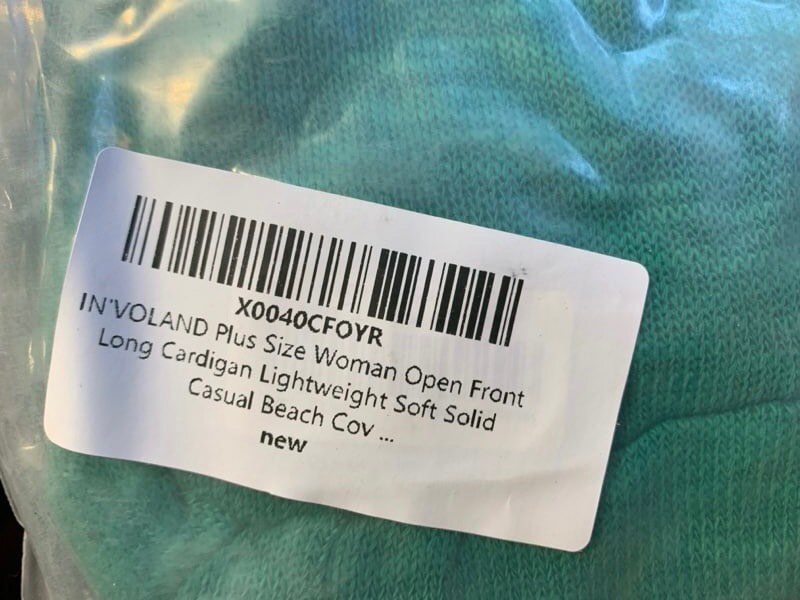 X0040CFOYR
IN'VOLAND Plus Size Woman Open Front
Long Cardigan Lightweight Soft Solid
Casual Beach Cov ...
new